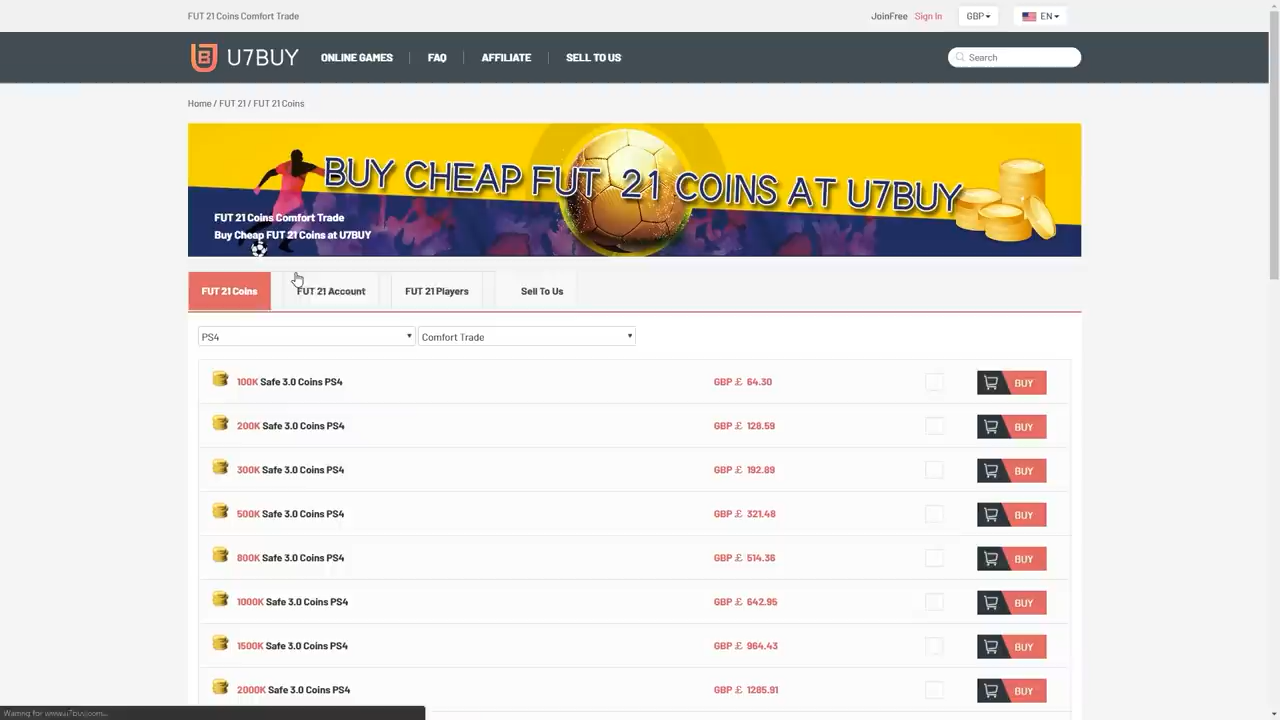 FUT 21 Coins Comfort Trade
JoinFree Sign In GBP EN
U7BUY ONLINE GAMES FAQ AFFILIATE SELL TO US Search
Home / FUT 21 / FUT 21 Coins
BUY CHEAP FUT 21 COINS AT U7BUY
FUT 21 Coins Comfort Trade
Buy Cheap FUT 21 Coins at U7BUY
FUT 21 Coins FUT 21 Account FUT 21 Players Sell To Us
PS4 Comfort Trade
100K Safe 3.0 Coins PS4 GBP £ 64.30 BUY
200K Safe 3.0 Coins PS4 GBP £ 128.59 BUY
300K Safe 3.0 Coins PS4 GBP £ 192.89 BUY
500K Safe 3.0 Coins PS4 GBP £ 321.48 BUY
800K Safe 3.0 Coins PS4 GBP £ 514.36 BUY
1000K Safe 3.0 Coins PS4 GBP £ 642.95 BUY
1500K Safe 3.0 Coins PS4 GBP £ 964.43 BUY
2000K Safe 3.0 Coins PS4 GBP £ 1285.91 BUY
Waiting for www.u7buy.com...